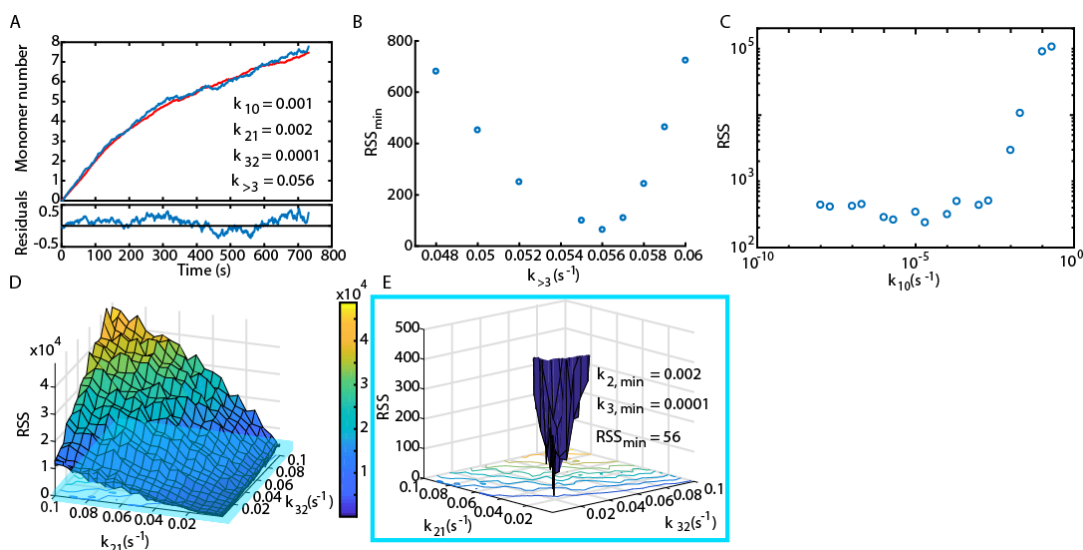 A
Monomer number
8
7
6
5
4
3
2
1
0
k10 = 0.001
k21 = 0.002
k32 = 0.0001
k>3 = 0.056
Residuals
0.5
-0.5
0 100 200 300 400 500 600 700 800
Time (s)
B
RSSmin
800
600
400
200
0
0.048 0.05 0.052 0.054 0.056 0.058 0.06
k>3(s-1)
C
RSS
10^5
10^3
10^2
10^-10 10^-5 10^0
k10(s-1)
D
x10^4
RSS
4
3
2
1
0
0.1
0.08
0.06
0.04
0.02
k21(s-1)
0.02
0.04
0.06
0.08
0.1
k32(s-1)
x10^4
4
3
2
1
E
RSS
500
400
300
200
100
0
k2, min = 0.002
k3, min = 0.0001
RSSmin = 56
0.1
0.08
0.06
0.04
0.02
k21(s-1)
0.02
0.04
0.06
0.08
0.1
k32(s-1)